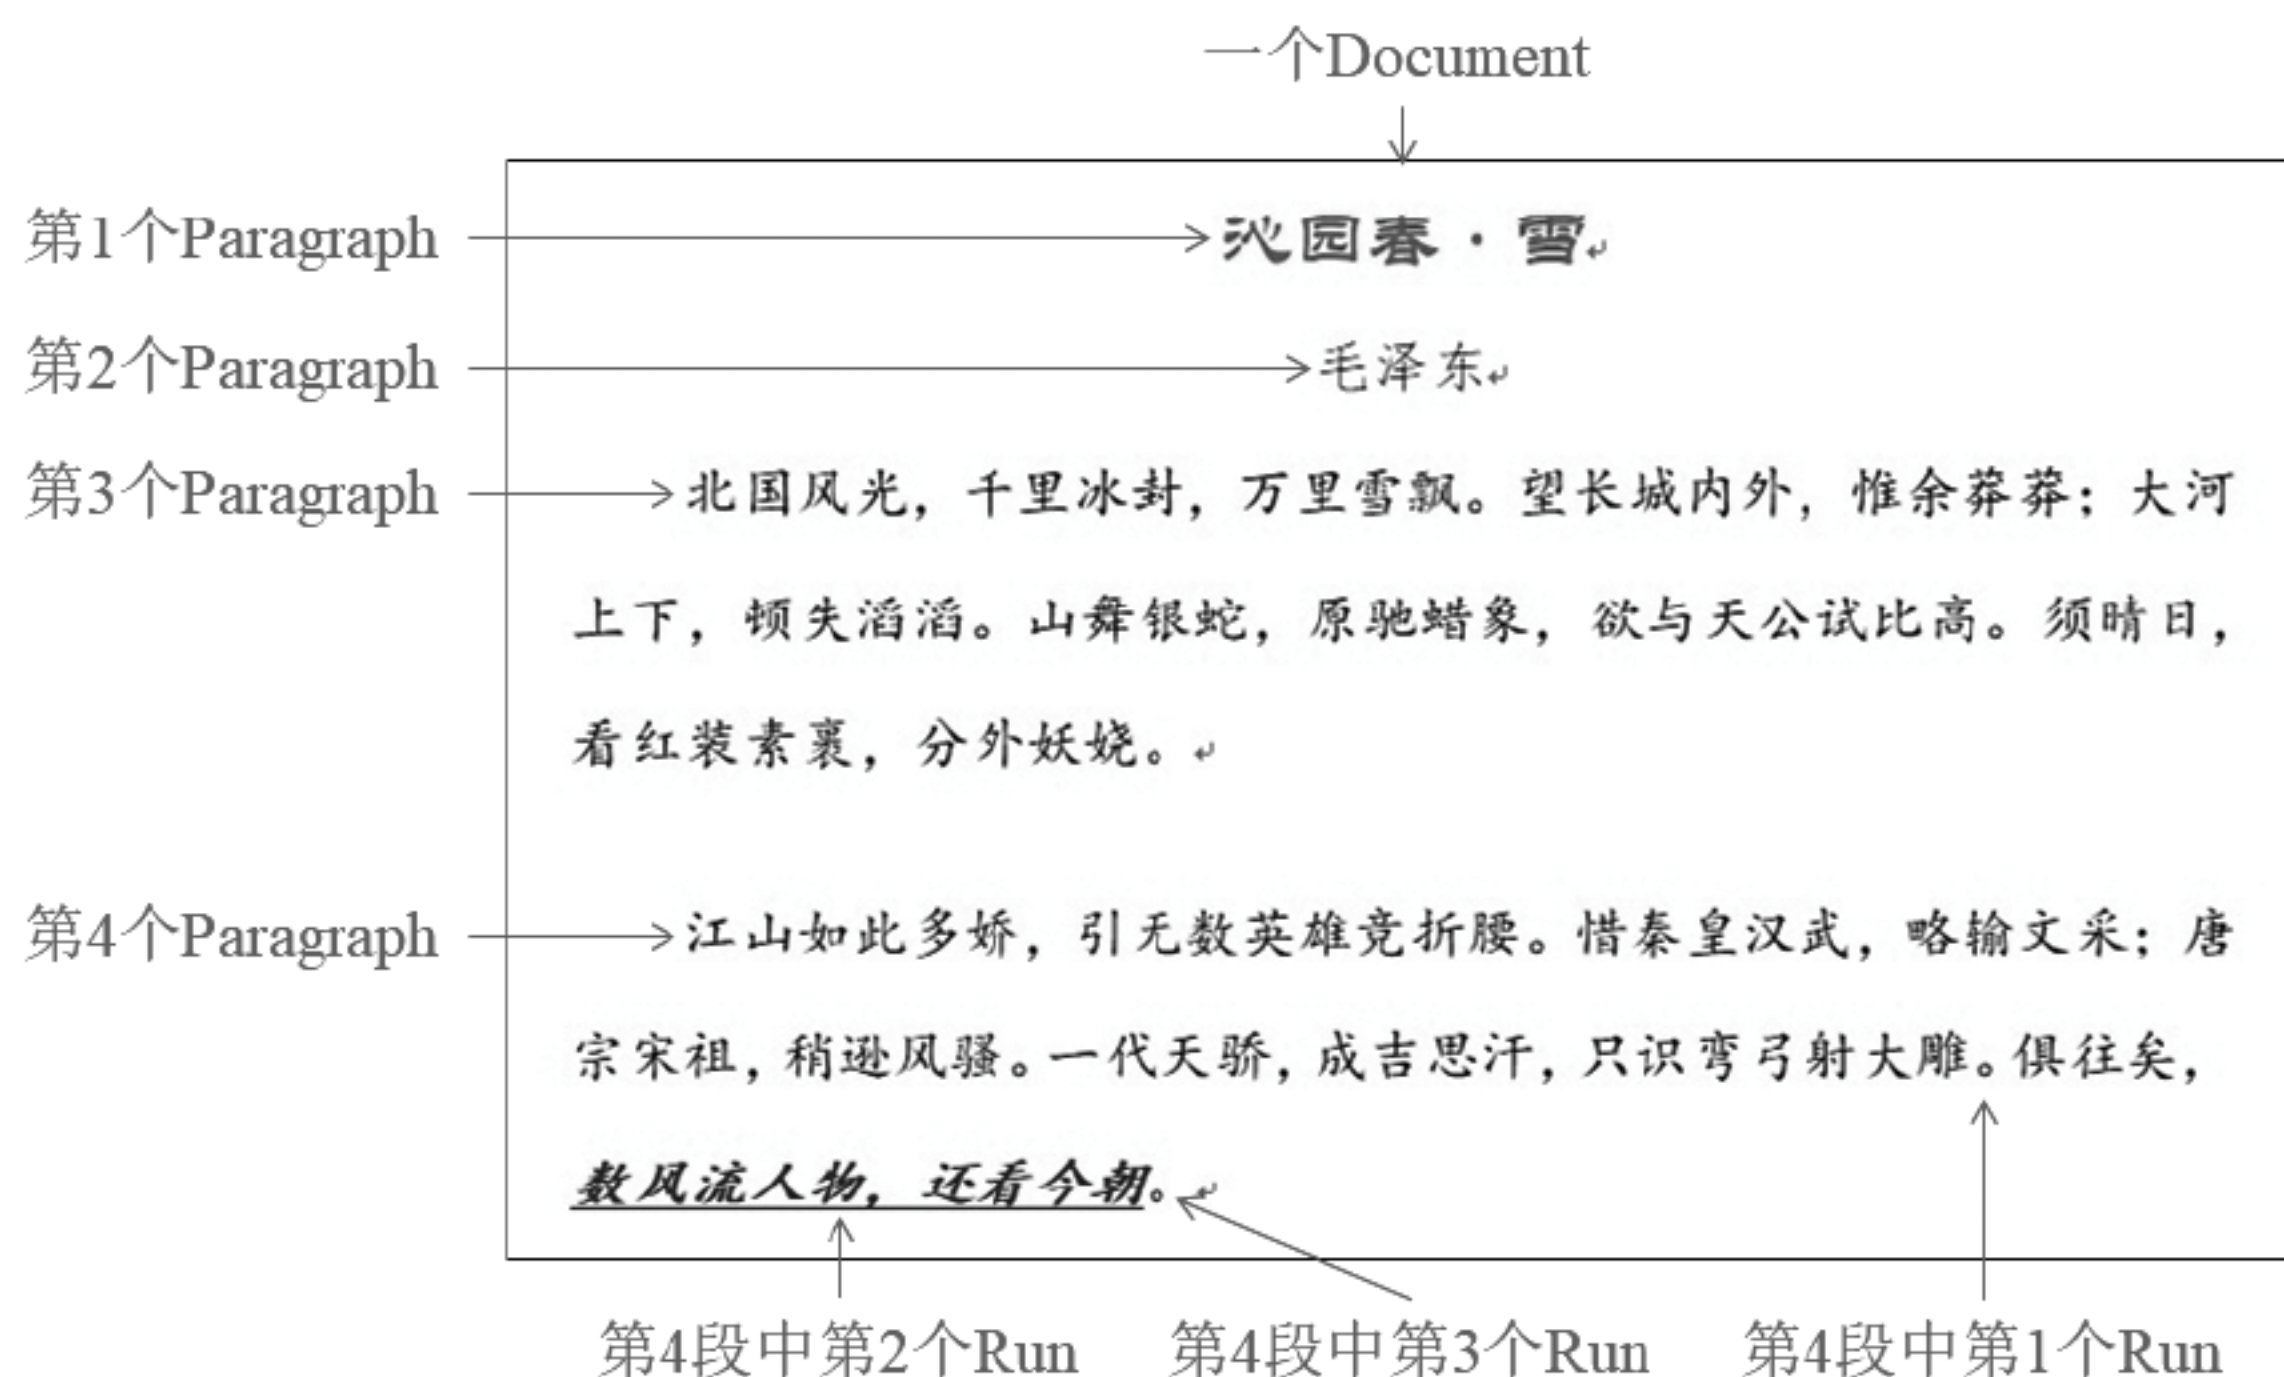 一个Document
第1个Paragraph
沁园春·雪
第2个Paragraph
毛泽东
第3个Paragraph
北国风光，千里冰封，万里雪飘。望长城内外，惟余莽莽；大河
上下，顿失滔滔。山舞银蛇，原驰蜡象，欲与天公试比高。须晴日，
看红装素裹，分外妖娆。
第4个Paragraph
江山如此多娇，引无数英雄竞折腰。惜秦皇汉武，略输文采；唐
宗宋祖，稍逊风骚。一代天骄，成吉思汗，只识弯弓射大雕。俱往矣，
数风流人物，还看今朝。
第4段中第2个Run
第4段中第3个Run
第4段中第1个Run